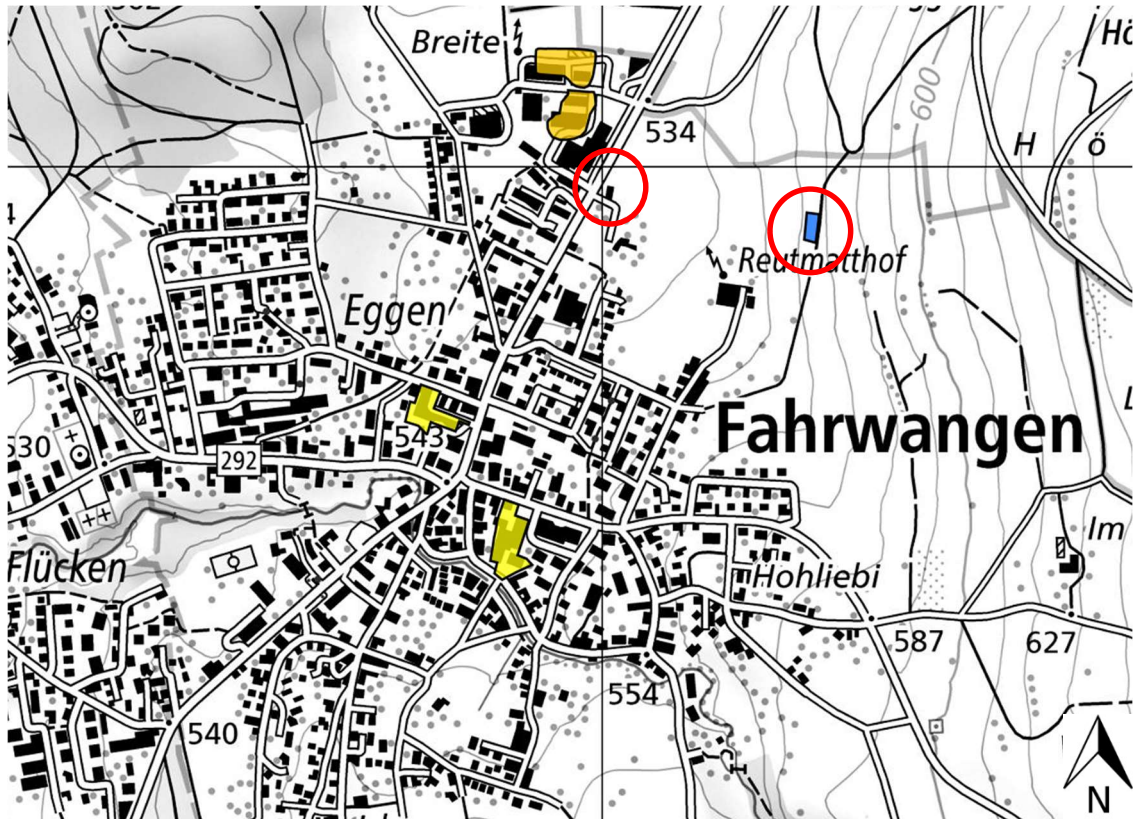 Breite
534
600
H ö
Reutmatthof
Eggen
Fahrwangen
543
530
292
Im
Flücken
Hohliebi
587
627
554
540
N